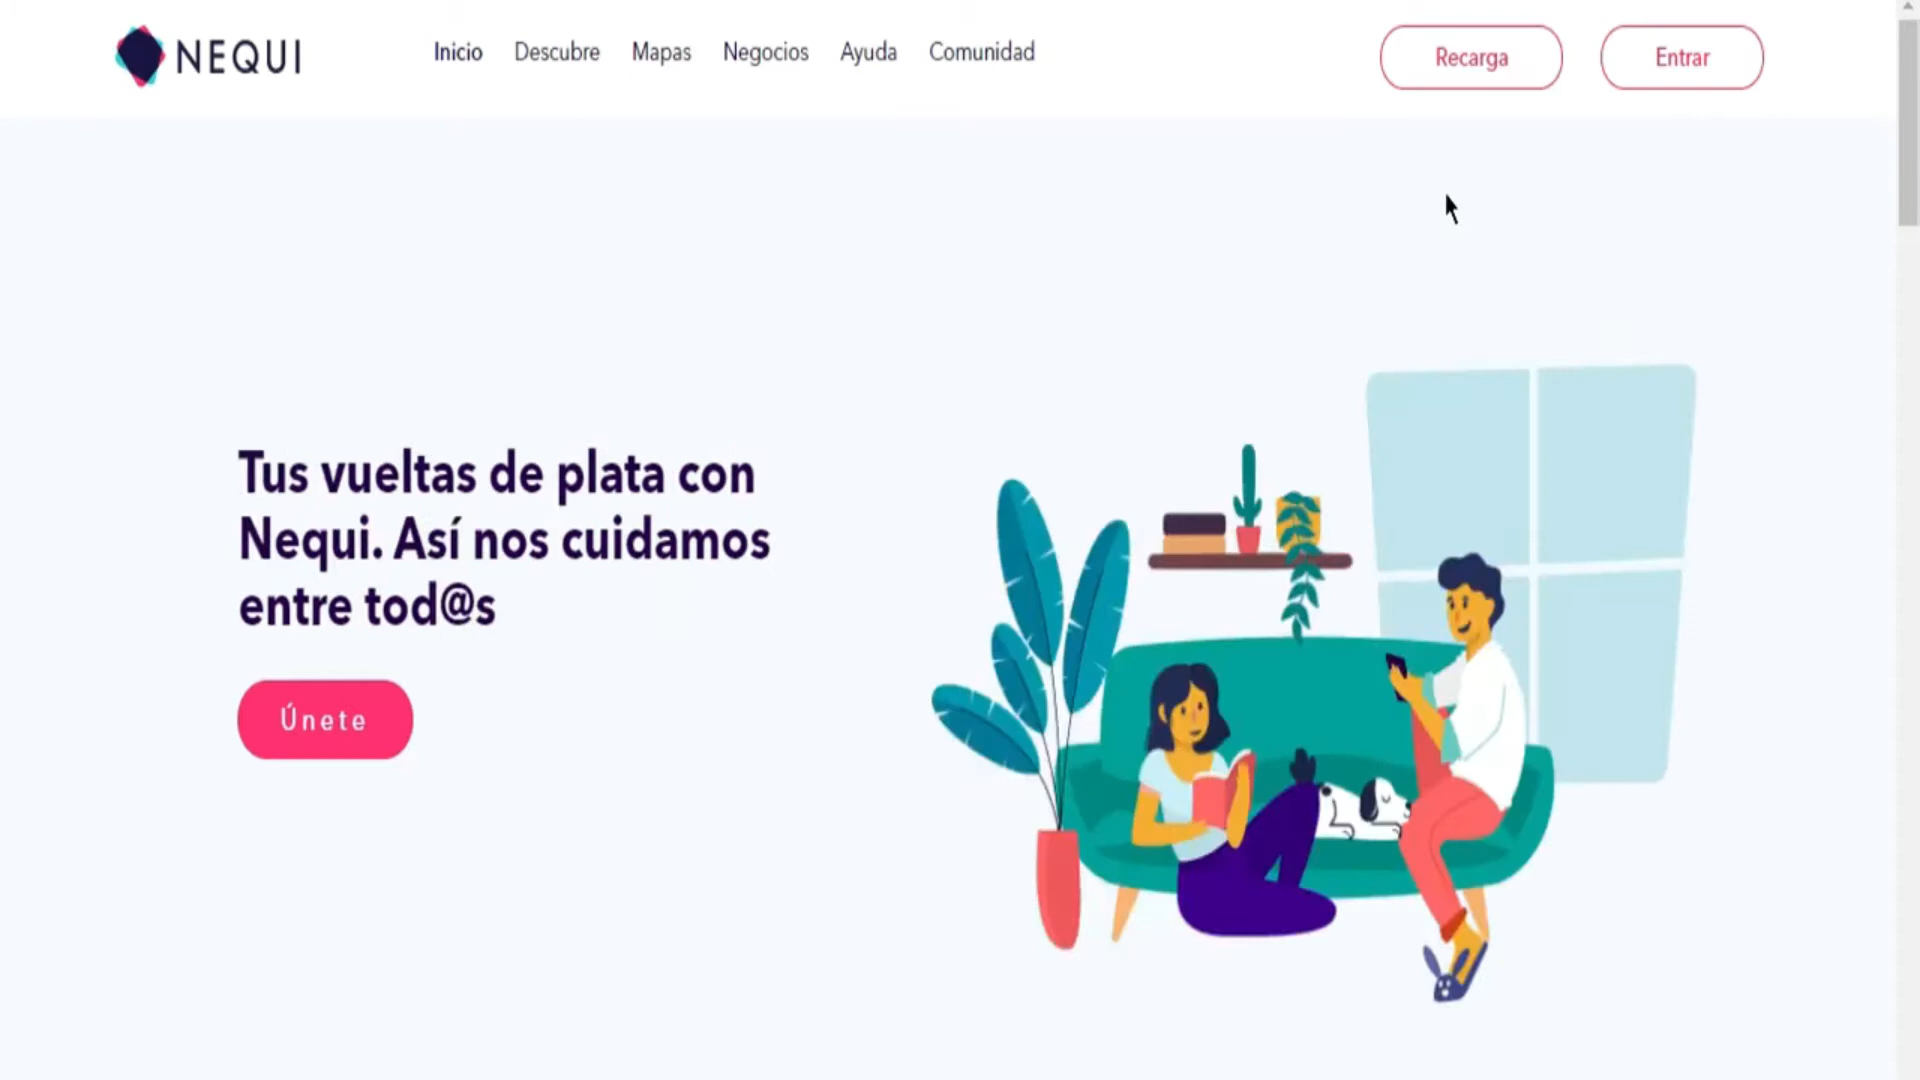 NEQUI
Inicio Descubre Mapas Negocios Ayuda Comunidad
Recarga
Entrar
Tus vueltas de plata con
Nequi. Así nos cuidamos
entre tod@s
Únete